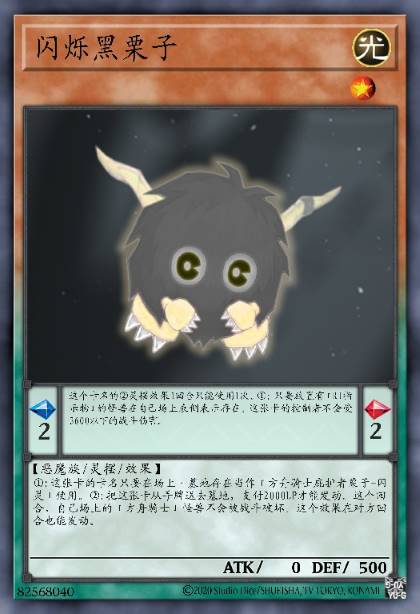 闪烁黑栗子
光
这个卡名的②灵摆效果1回合只能使用1次。①:只要放置有
的怪兽在自己场上表侧表示存在,这张卡的控制者不会受
3600以下的战斗伤害。
2
2
【恶魔族/灵摆/效果】
①:这张卡的卡名只要在场上・墓地存在当作「方舟骑士庇护者栗子-闪
灵」使用。②:把这张卡从手牌送去墓地,支付2000LP才能发动。这个回
合,自己场上的「方舟骑士」怪兽不会被战斗破坏。这个效果在对方回
合也能发动。
ATK/ 0 DEF/ 500
82568040
©2020 Studio Dice/SHUEISHA, TV TOKYO, KONAMI